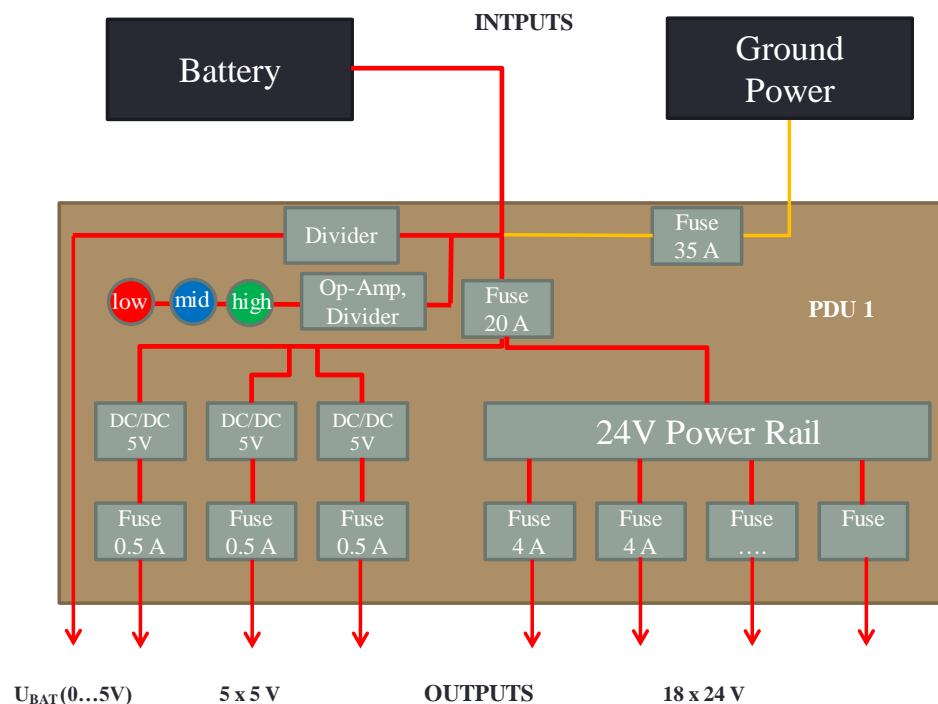 INTPUTS
Battery
Ground
Power
Divider
Fuse
35 A
low
mid
high
Op-Amp,
Divider
Fuse
20 A
PDU 1
DC/DC
5V
DC/DC
5V
DC/DC
5V
24V Power Rail
Fuse
0.5 A
Fuse
0.5 A
Fuse
0.5 A
Fuse
4 A
Fuse
4 A
Fuse
….
Fuse
U_BAT (0…5V)
5 x 5 V
OUTPUTS
18 x 24 V